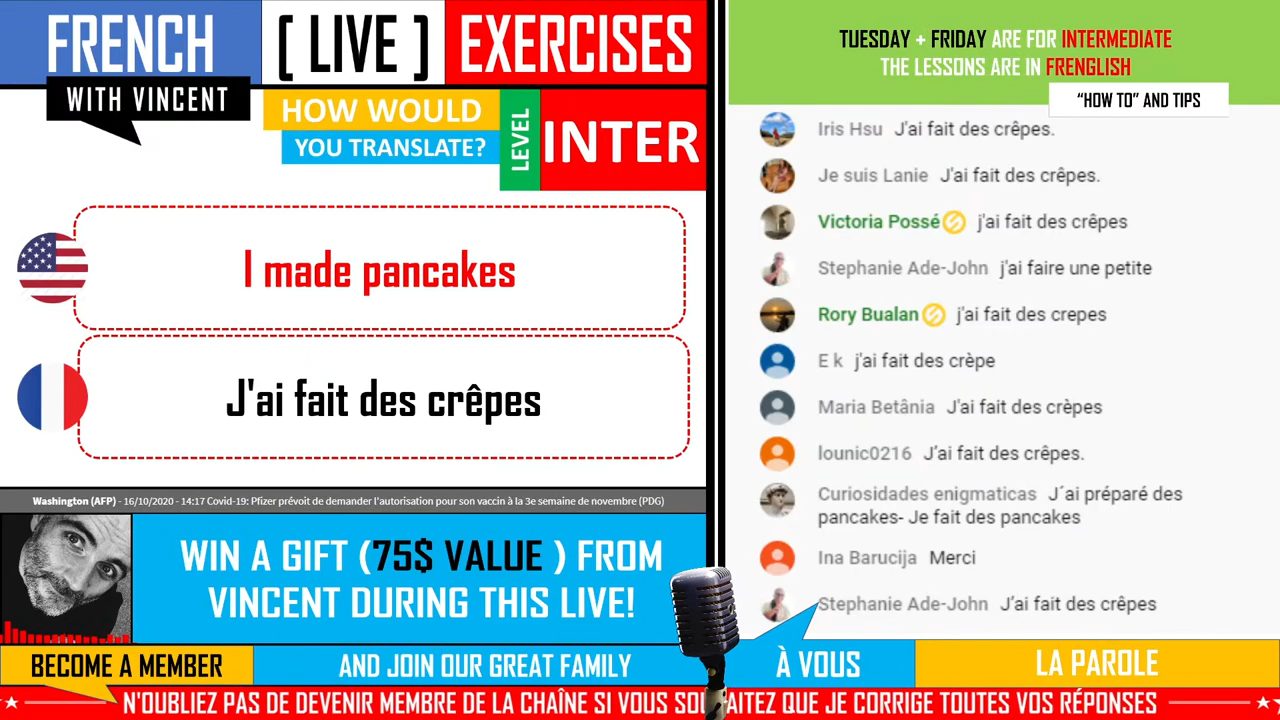 FRENCH
[ LIVE ]
EXERCISES
WITH VINCENT
HOW WOULD
YOU TRANSLATE?
LEVEL
INTER
I made pancakes
J'ai fait des crêpes
Washington (AFP) - 16/10/2020 - 14:17 Covid-19: Pfizer prévoit de demander l'autorisation pour son vaccin à la 3e semaine de novembre (PDG)
WIN A GIFT (75$ VALUE ) FROM
VINCENT DURING THIS LIVE!
BECOME A MEMBER
AND JOIN OUR GREAT FAMILY
TUESDAY + FRIDAY ARE FOR INTERMEDIATE
THE LESSONS ARE IN FRENGLISH
“HOW TO” AND TIPS
Iris Hsu J'ai fait des crêpes.
Je suis Lanie J'ai fait des crêpes.
Victoria Possé j'ai fait des crêpes
Stephanie Ade-John j'ai faire une petite
Rory Bualan j'ai fait des crepes
E k j'ai fait des crèpe
Maria Betânia J'ai fait des crèpes
lounic0216 J'ai fait des crêpes.
Curiosidades enigmaticas J´ai préparé des
pancakes- Je fait des pancakes
Ina Barucija Merci
Stephanie Ade-John J'ai fait des crêpes
À VOUS
LA PAROLE
N'OUBLIEZ PAS DE DEVENIR MEMBRE DE LA CHAÎNE SI VOUS SOU AITEZ QUE JE CORRIGE TOUTES VOS RÉPONSES